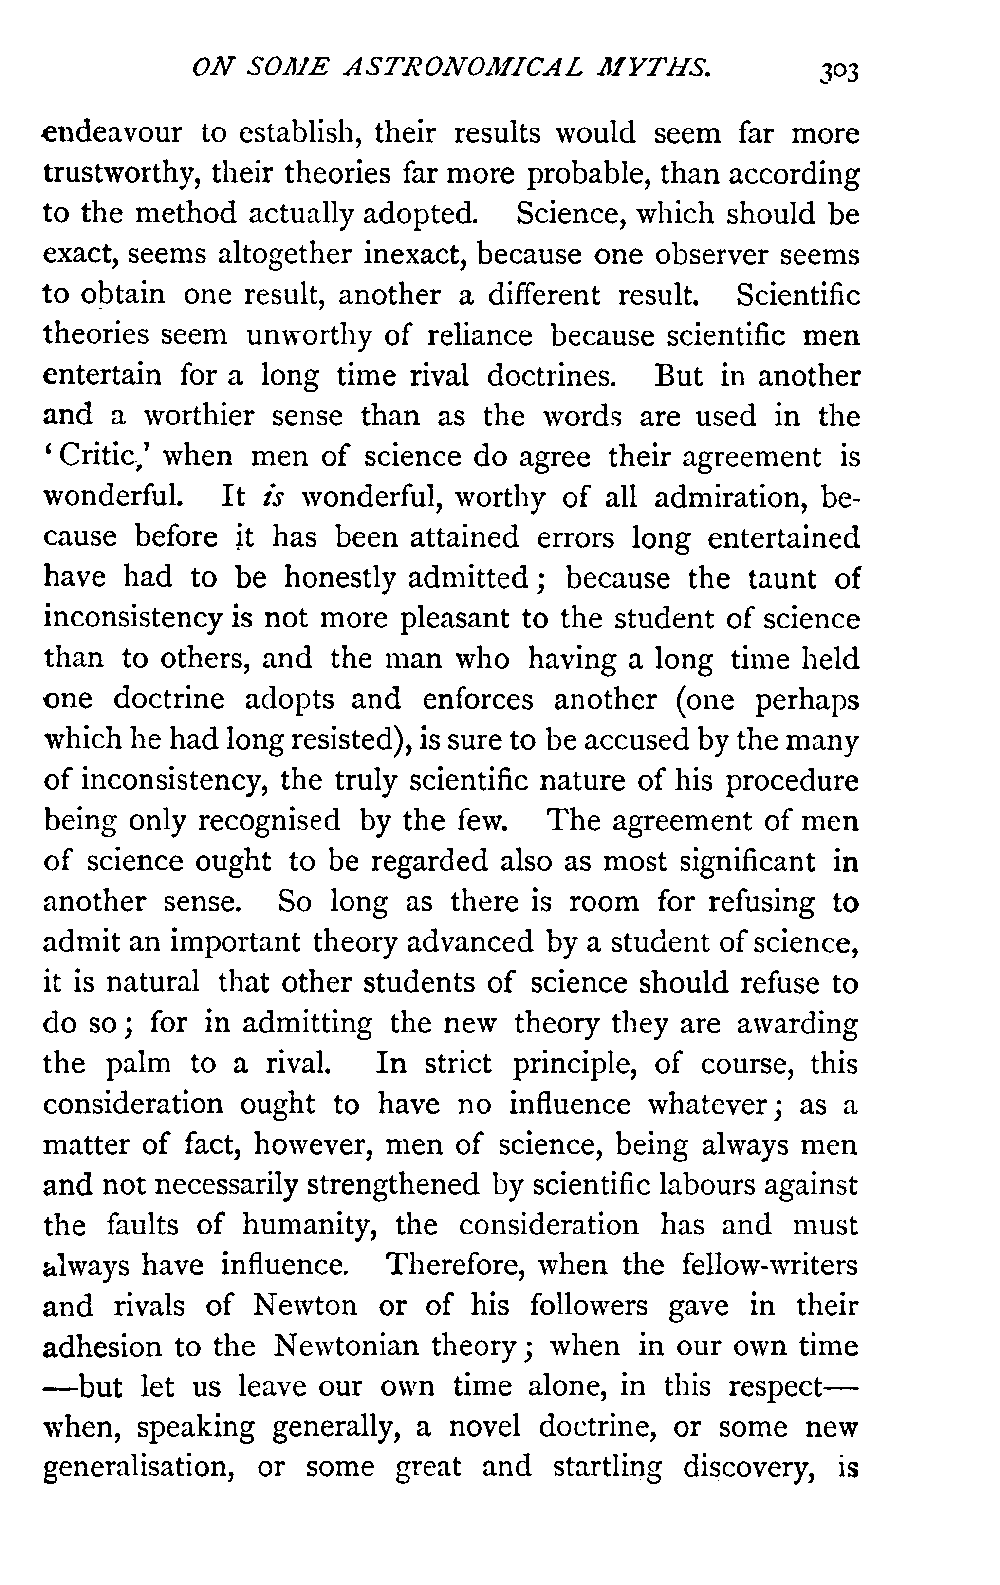 ON SOME ASTRONOMICAL MYTHS. 303
endeavour to establish, their results would seem far more
trustworthy, their theories far more probable, than according
to the method actually adopted. Science, which should be
exact, seems altogether inexact, because one observer seems
to obtain one result, another a different result. Scientific
theories seem unworthy of reliance because scientific men
entertain for a long time rival doctrines. But in another
and a worthier sense than as the words are used in the
‘Critic,’ when men of science do agree their agreement is
wonderful. It is wonderful, worthy of all admiration, be-
cause before it has been attained errors long entertained
have had to be honestly admitted; because the taunt of
inconsistency is not more pleasant to the student of science
than to others, and the man who having a long time held
one doctrine adopts and enforces another (one perhaps
which he had long resisted), is sure to be accused by the many
of inconsistency, the truly scientific nature of his procedure
being only recognised by the few. The agreement of men
of science ought to be regarded also as most significant in
another sense. So long as there is room for refusing to
admit an important theory advanced by a student of science,
it is natural that other students of science should refuse to
do so; for in admitting the new theory they are awarding
the palm to a rival. In strict principle, of course, this
consideration ought to have no influence whatever; as a
matter of fact, however, men of science, being always men
and not necessarily strengthened by scientific labours against
the faults of humanity, the consideration has and must
always have influence. Therefore, when the fellow-writers
and rivals of Newton or of his followers gave in their
adhesion to the Newtonian theory; when in our own time
—but let us leave our own time alone, in this respect—
when, speaking generally, a novel doctrine, or some new
generalisation, or some great and startling discovery, is